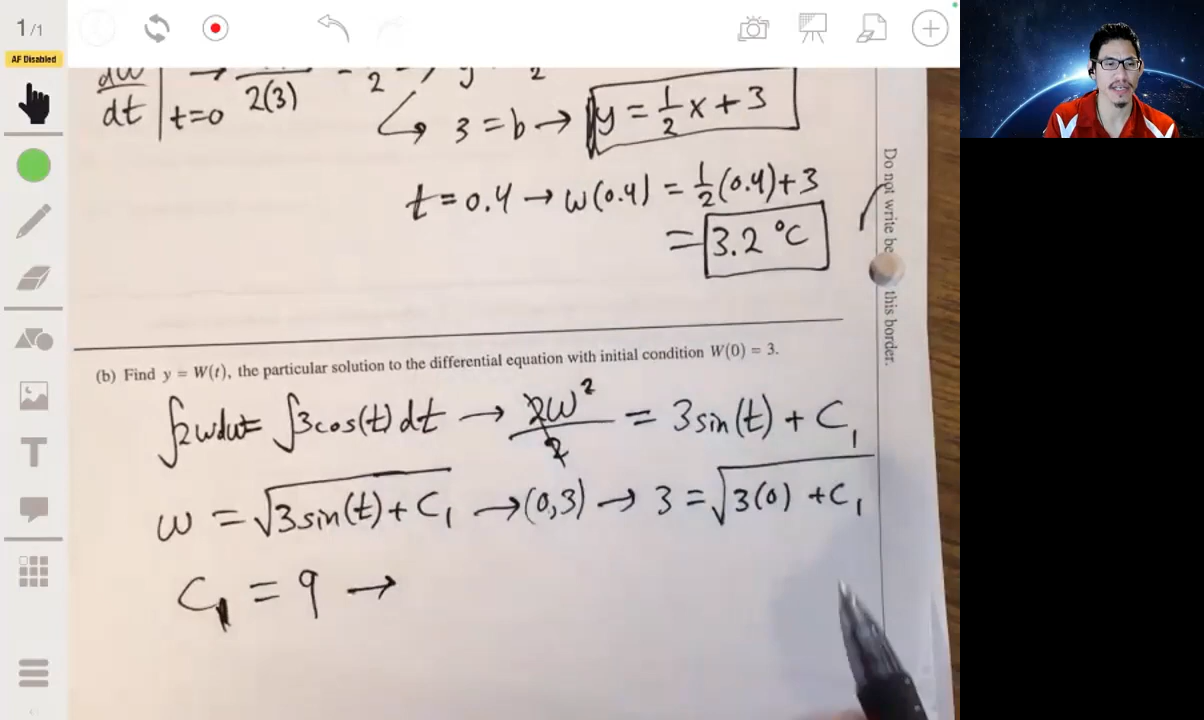 1/1
AF Disabled
dw/dt | t=0 → /2(3) = /2 → y = /2
↳ 3 = b → y = 1/2 x + 3
t = 0.4 → w(0.4) = 1/2(0.4)+3
= 3.2 °C
Do not write be this border.
(b) Find y = W(t), the particular solution to the differential equation with initial condition W(0) = 3.
∫2wdw = ∫3cos(t)dt → 2w²/2 = 3sin(t) + C₁
w = √3sin(t) + C₁ → (0,3) → 3 = √3(0) + C₁
C₁ = 9 →
T